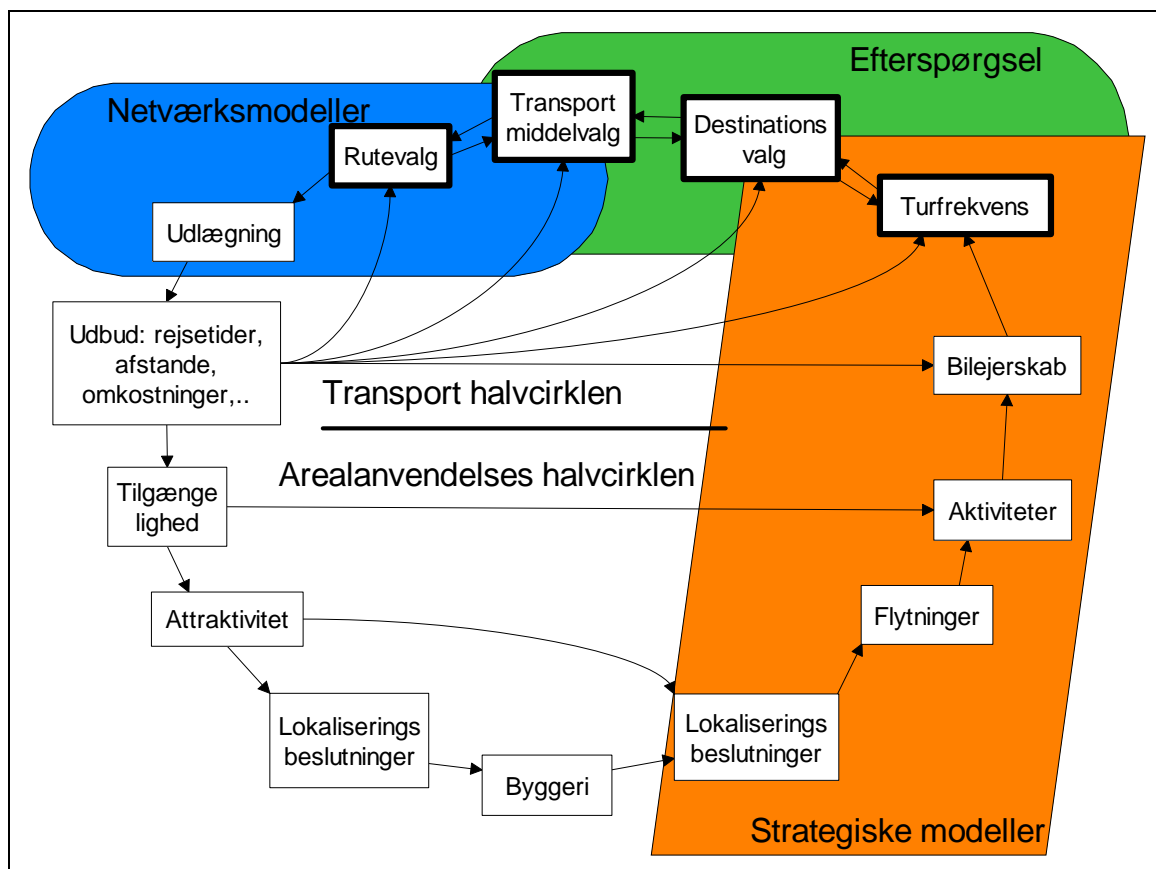 Efterspørgsel
Netværksmodeller
Transport
middelvalg
Destinations
valg
Rutevalg
Turfrekvens
Udlægning
Udbud: rejsetider,
afstande,
omkostninger,..
Bilejerskab
Transport halvcirklen
Arealanvendelses halvcirklen
Tilgænge
lighed
Aktiviteter
Attraktivitet
Flytninger
Lokaliserings
beslutninger
Byggeri
Lokaliserings
beslutninger
Strategiske modeller